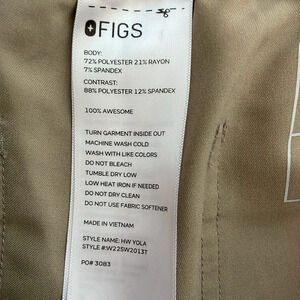 FIGS
BODY:
72% POLYESTER 21% RAYON
7% SPANDEX
CONTRAST:
88% POLYESTER 12% SPANDEX
100% AWESOME
TURN GARMENT INSIDE OUT
MACHINE WASH COLD
WASH WITH LIKE COLORS
DO NOT BLEACH
TUMBLE DRY LOW
LOW HEAT IRON IF NEEDED
DO NOT DRY CLEAN
DO NOT USE FABRIC SOFTENER
MADE IN VIETNAM
STYLE NAME: HW YOLA
STYLE#:W22SW2013T
PO# 3083